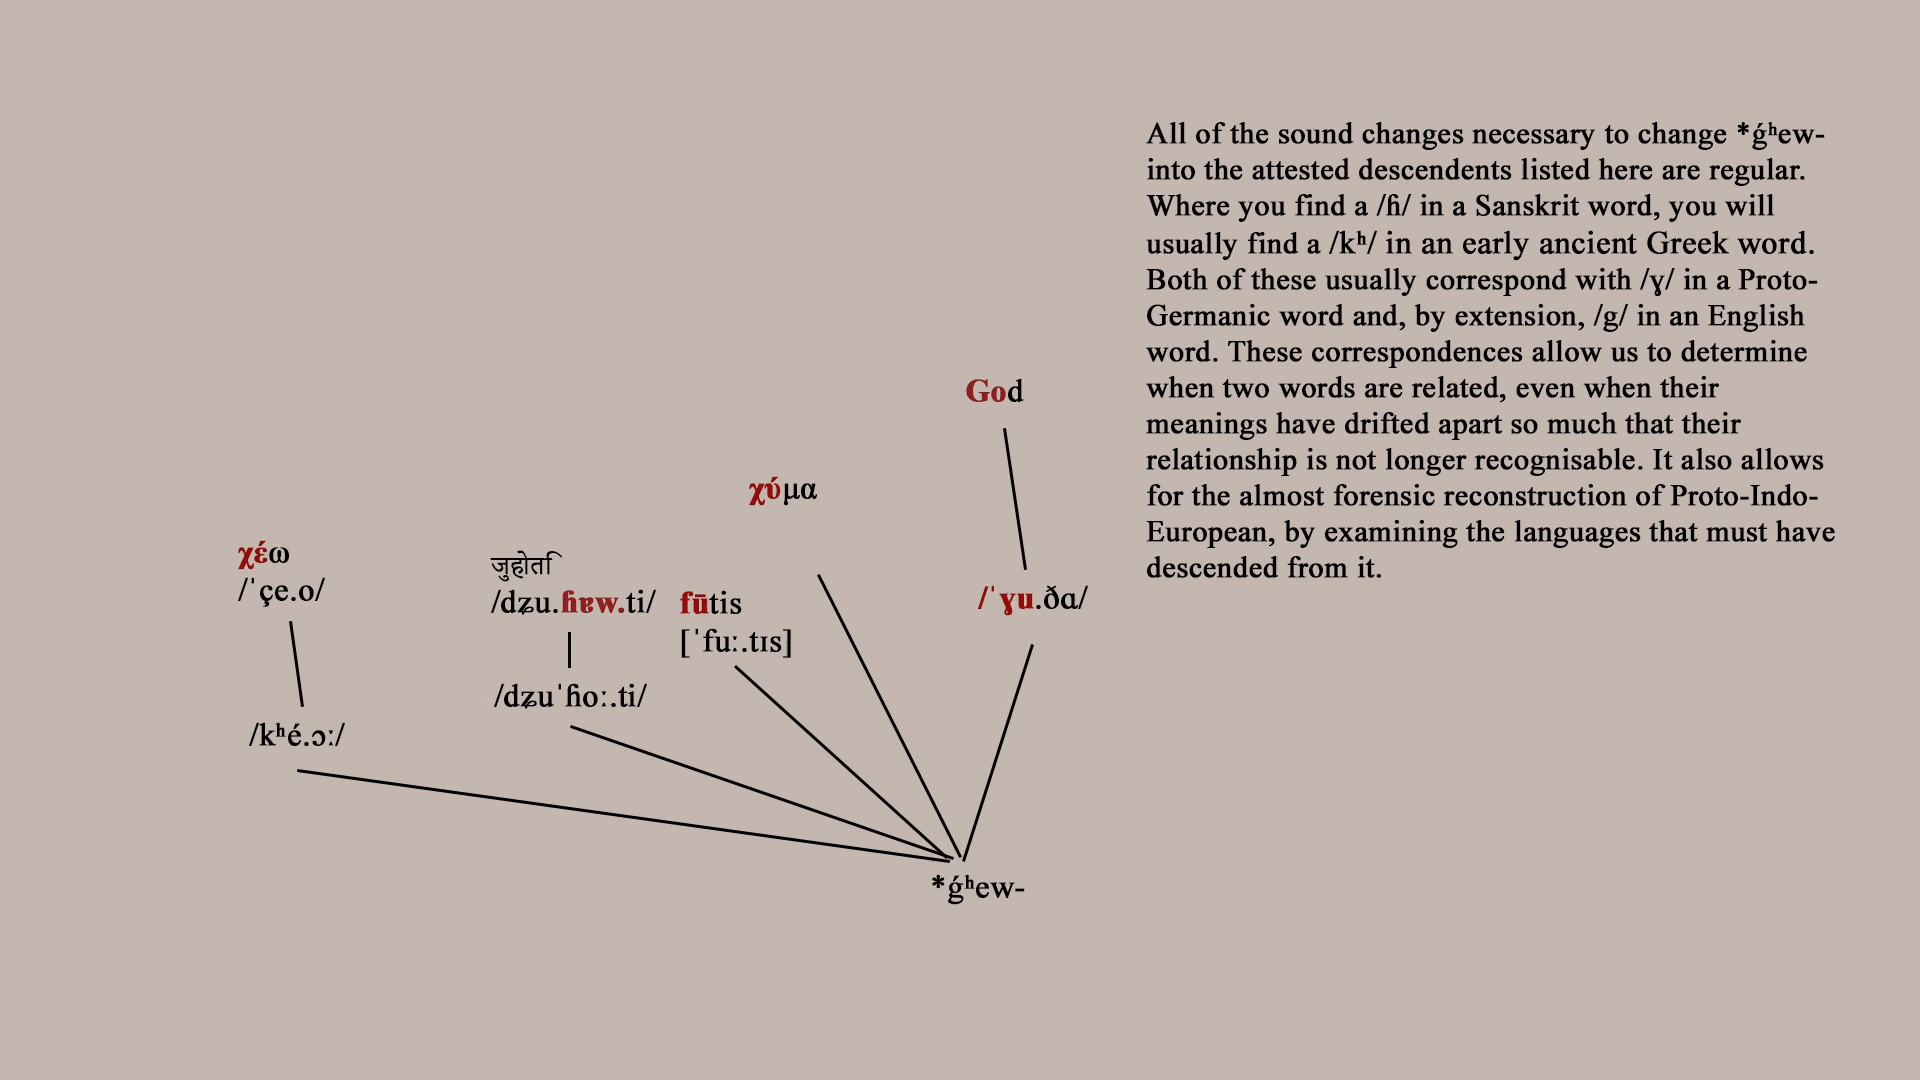 All of the sound changes necessary to change *ǵʰew-
into the attested descendents listed here are regular.
Where you find a /ɦ/ in a Sanskrit word, you will
usually find a /kʰ/ in an early ancient Greek word.
Both of these usually correspond with /ɣ/ in a Proto-
Germanic word and, by extension, /g/ in an English
word. These correspondences allow us to determine
when two words are related, even when their
meanings have drifted apart so much that their
relationship is not longer recognisable. It also allows
for the almost forensic reconstruction of Proto-Indo-
European, by examining the languages that must have
descended from it.
God
χύμα
χέω
/ˈçe.o/
जुहोति
/dʑu.ɦɐw.ti/
fūtis
[ˈfuː.tɪs]
/ˈɣu.ðɑ/
/dʑuˈɦoː.ti/
/kʰé.ɔː/
*ǵʰew-